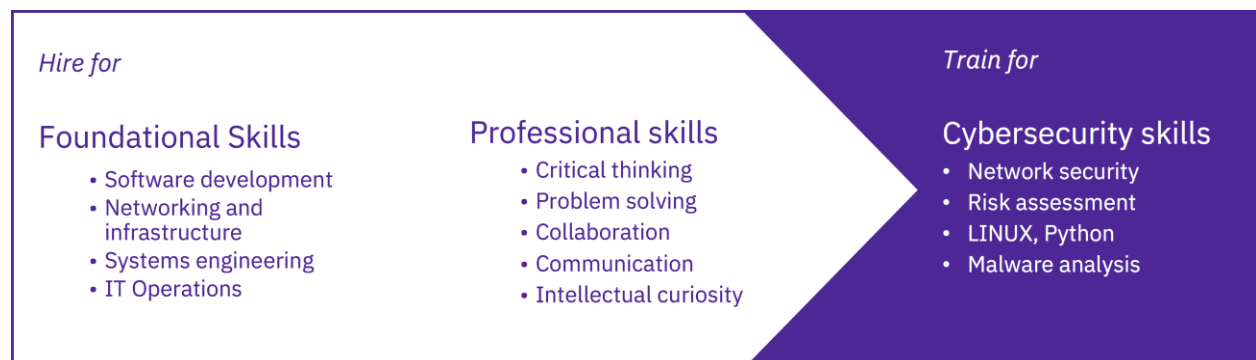 Hire for
Foundational Skills
• Software development
• Networking and
infrastructure
• Systems engineering
• IT Operations
Professional skills
• Critical thinking
• Problem solving
• Collaboration
• Communication
• Intellectual curiosity
Train for
Cybersecurity skills
• Network security
• Risk assessment
• LINUX, Python
• Malware analysis